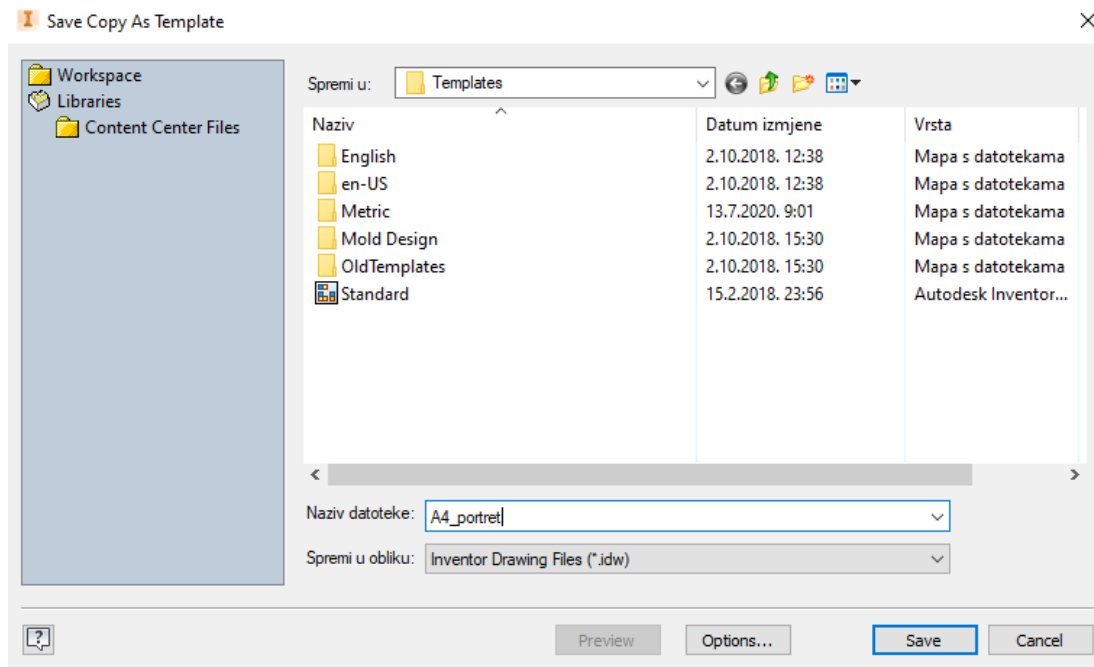 Save Copy As Template
Workspace
Libraries
Content Center Files
Spremi u: Templates
Naziv Datum izmjene Vrsta
English 2.10.2018. 12:38 Mapa s datotekama
en-US 2.10.2018. 12:38 Mapa s datotekama
Metric 13.7.2020. 9:01 Mapa s datotekama
Mold Design 2.10.2018. 15:30 Mapa s datotekama
OldTemplates 2.10.2018. 15:30 Mapa s datotekama
Standard 15.2.2018. 23:56 Autodesk Inventor...
Naziv datoteke: A4_portret
Spremi u obliku: Inventor Drawing Files (*.idw)
Preview Options... Save Cancel